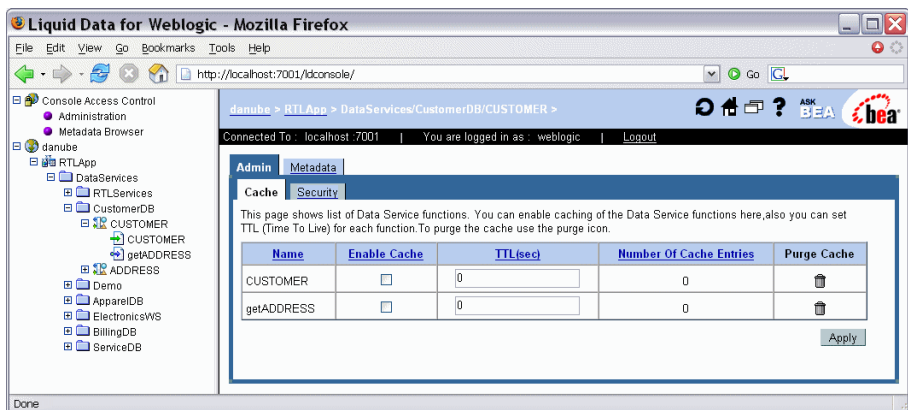 Liquid Data for Weblogic - Mozilla Firefox
File Edit View Go Bookmarks Tools Help
http://localhost:7001/ldconsole/ Go G
Console Access Control
Administration
Metadata Browser
danube
RTLApp
DataServices
RTLServices
CustomerDB
CUSTOMER
CUSTOMER
getADDRESS
ADDRESS
Demo
ApparelDB
ElectronicsWS
BillingDB
ServiceDB
danube > RTLApp > DataServices/CustomerDB/CUSTOMER >
? ASK BEA bea
Connected To : localhost :7001 | You are logged in as : weblogic | Logout
Admin Metadata
Cache Security
This page shows list of Data Service functions. You can enable caching of the Data Service functions here,also you can set
TTL (Time To Live) for each function.To purge the cache use the purge icon.
Name Enable Cache TTL(sec) Number Of Cache Entries Purge Cache
CUSTOMER 0 0
getADDRESS 0 0
Apply
Done